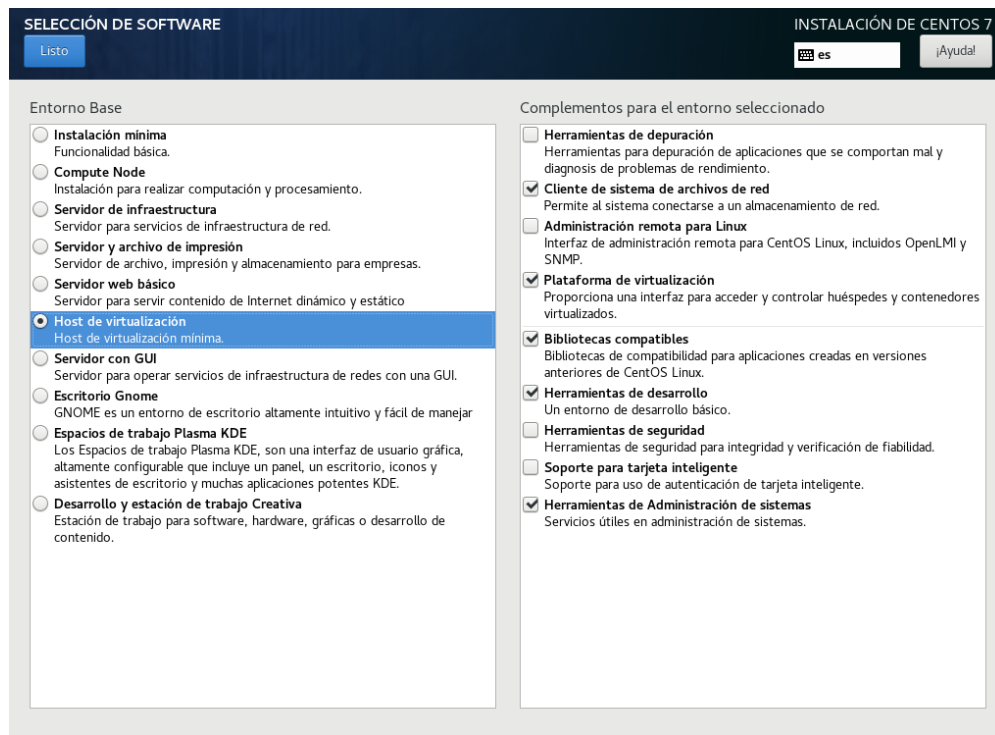 SELECCIÓN DE SOFTWARE
INSTALACIÓN DE CENTOS 7
Listo
es
¡Ayuda!
Entorno Base
Instalación mínima
Funcionalidad básica.
Compute Node
Instalación para realizar computación y procesamiento.
Servidor de infraestructura
Servidor para servicios de infraestructura de red.
Servidor y archivo de impresión
Servidor de archivo, impresión y almacenamiento para empresas.
Servidor web básico
Servidor para servir contenido de Internet dinámico y estático
Host de virtualización
Host de virtualización mínima.
Servidor con GUI
Servidor para operar servicios de infraestructura de redes con una GUI.
Escritorio Gnome
GNOME es un entorno de escritorio altamente intuitivo y fácil de manejar
Espacios de trabajo Plasma KDE
Los Espacios de trabajo Plasma KDE, son una interfaz de usuario gráfica,
altamente configurable que incluye un panel, un escritorio, iconos y
asistentes de escritorio y muchas aplicaciones potentes KDE.
Desarrollo y estación de trabajo Creativa
Estación de trabajo para software, hardware, gráficas o desarrollo de
contenido.
Complementos para el entorno seleccionado
Herramientas de depuración
Herramientas para depuración de aplicaciones que se comportan mal y
diagnosis de problemas de rendimiento.
Cliente de sistema de archivos de red
Permite al sistema conectarse a un almacenamiento de red.
Administración remota para Linux
Interfaz de administración remota para CentOS Linux, incluidos OpenLMI y
SNMP.
Plataforma de virtualización
Proporciona una interfaz para acceder y controlar huéspedes y contenedores
virtualizados.
Bibliotecas compatibles
Bibliotecas de compatibilidad para aplicaciones creadas en versiones
anteriores de CentOS Linux.
Herramientas de desarrollo
Un entorno de desarrollo básico.
Herramientas de seguridad
Herramientas de seguridad para integridad y verificación de fiabilidad.
Soporte para tarjeta inteligente
Soporte para uso de autenticación de tarjeta inteligente.
Herramientas de Administración de sistemas
Servicios útiles en administración de sistemas.